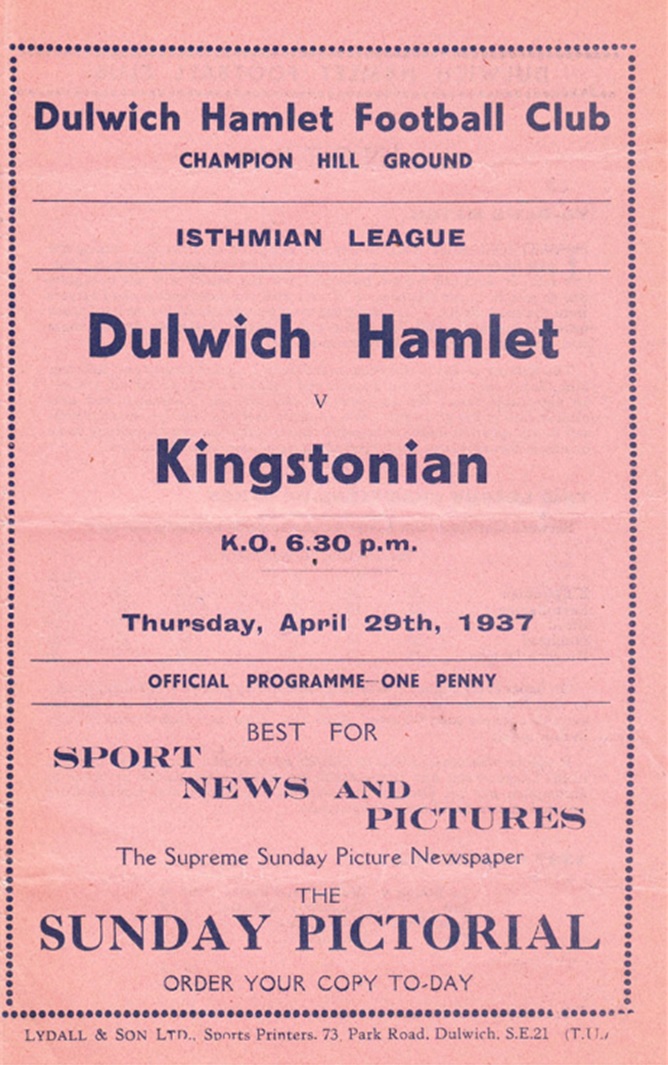 Dulwich Hamlet Football Club
CHAMPION HILL GROUND
ISTHMIAN LEAGUE
Dulwich Hamlet
v
Kingstonian
K.O. 6.30 p.m.
Thursday, April 29th, 1937
OFFICIAL PROGRAMME—ONE PENNY
BEST FOR
SPORT
NEWS AND
PICTURES
The Supreme Sunday Picture Newspaper
THE
SUNDAY PICTORIAL
ORDER YOUR COPY TO-DAY
LYDALL & SON LTD., Sports Printers. 73, Park Road, Dulwich. S.E.21 (T.U.)